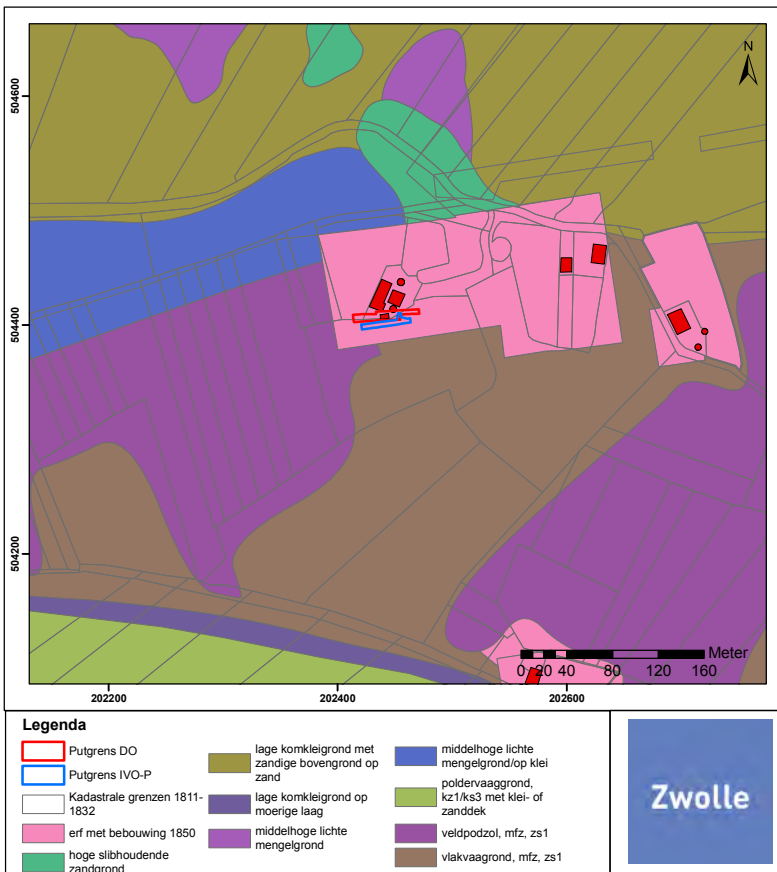 N
504600
504400
504200
202200
202400
202600
Meter
0 20 40 80 120 160
Legenda
Putgrens DO
Putgrens IVO-P
Kadastrale grenzen 1811-
1832
erf met bebouwing 1850
hoge slibhoudende
zandgrond
lage komkleigrond met
zandige bovengrond op
zand
lage komkleigrond op
moerige laag
middelhoge lichte
mengelgrond
middelhoge lichte
mengelgrond/op klei
poldervaaggrond,
kz1/ks3 met klei- of
zanddek
veldpodzol, mfz, zs1
vlakvaagrond, mfz, zs1
Zwolle